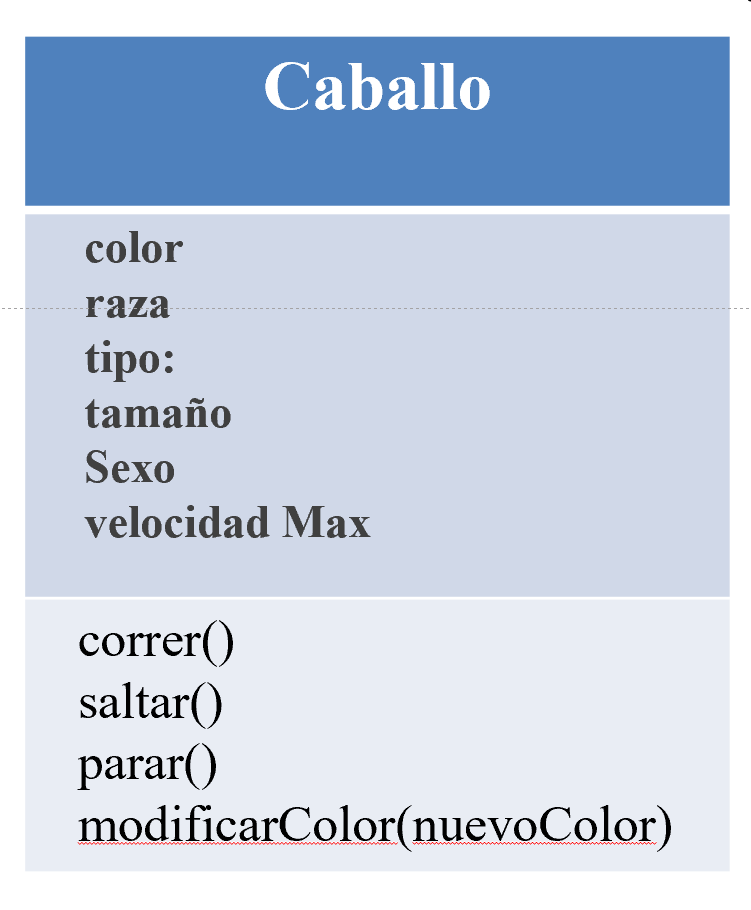 Caballo
color
raza
tipo:
tamaño
Sexo
velocidad Max
correr()
saltar()
parar()
modificarColor(nuevoColor)